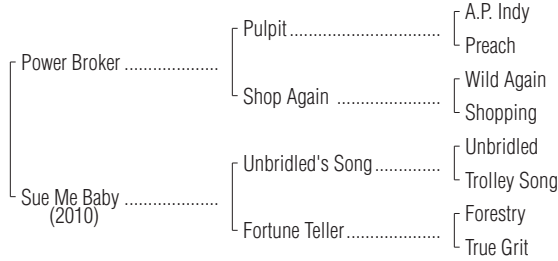 A.P. Indy
Pulpit..................................
Preach
Power Broker .....................
Wild Again
Shop Again .......................
Shopping
Unbridled
Unbridled's Song...............
Trolley Song
Sue Me Baby .....................
(2010)
Forestry
Fortune Teller.....................
True Grit